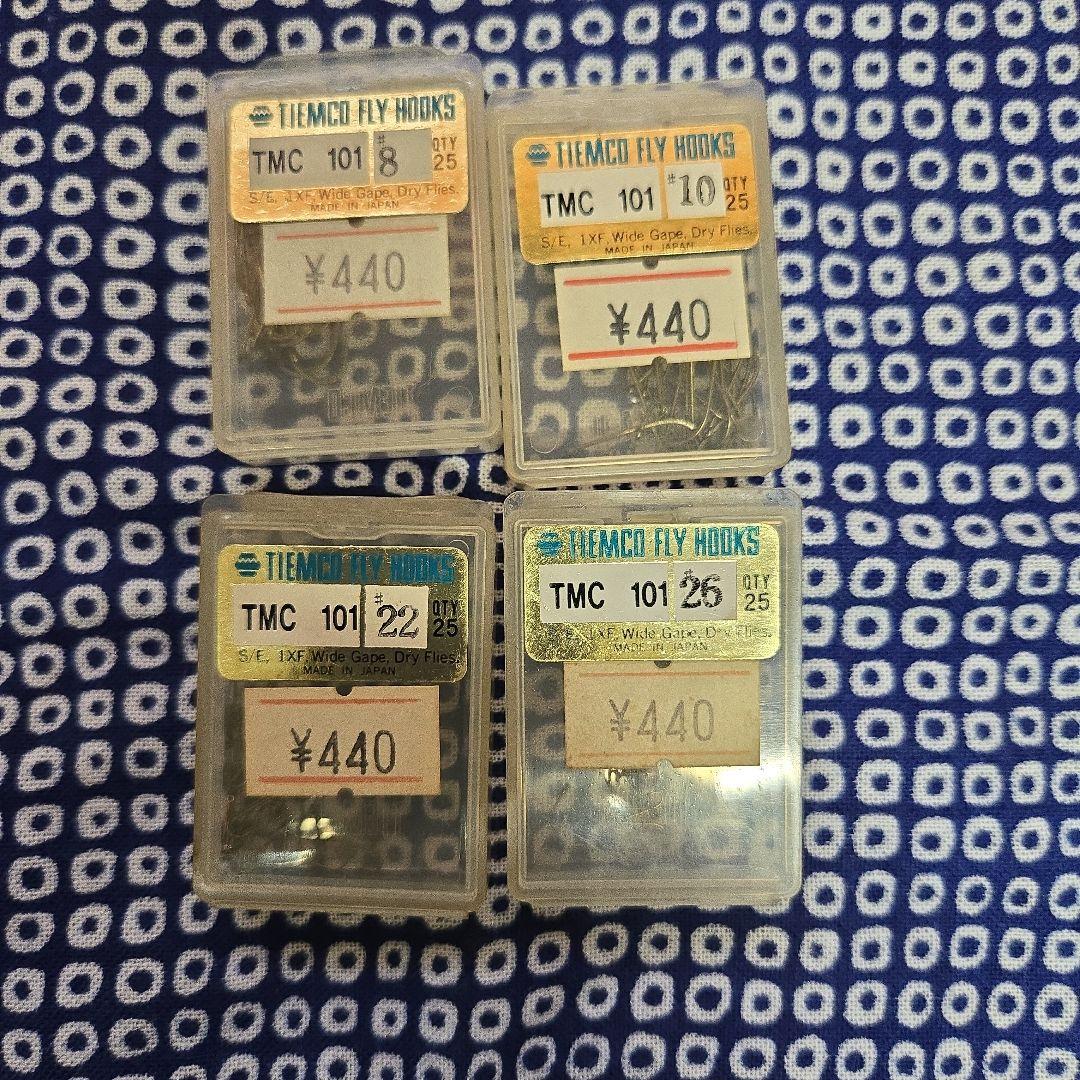 TIEMCO FLY HOOKS
TMC 101 #8 QTY 25
S/E, 1XF, Wide Gape, Dry Flies.
MADE IN JAPAN
¥440
TIEMCO FLY HOOKS
TMC 101 #10 QTY 25
S/E, 1XF, Wide Gape, Dry Flies.
MADE IN JAPAN
¥440
TIEMCO FLY HOOKS
TMC 101 #22 QTY 25
S/E, 1XF, Wide Gape, Dry Flies.
MADE IN JAPAN
¥440
TIEMCO FLY HOOKS
TMC 101 #26 QTY 25
S/E, 1XF, Wide Gape, Dry Flies.
MADE IN JAPAN
¥440